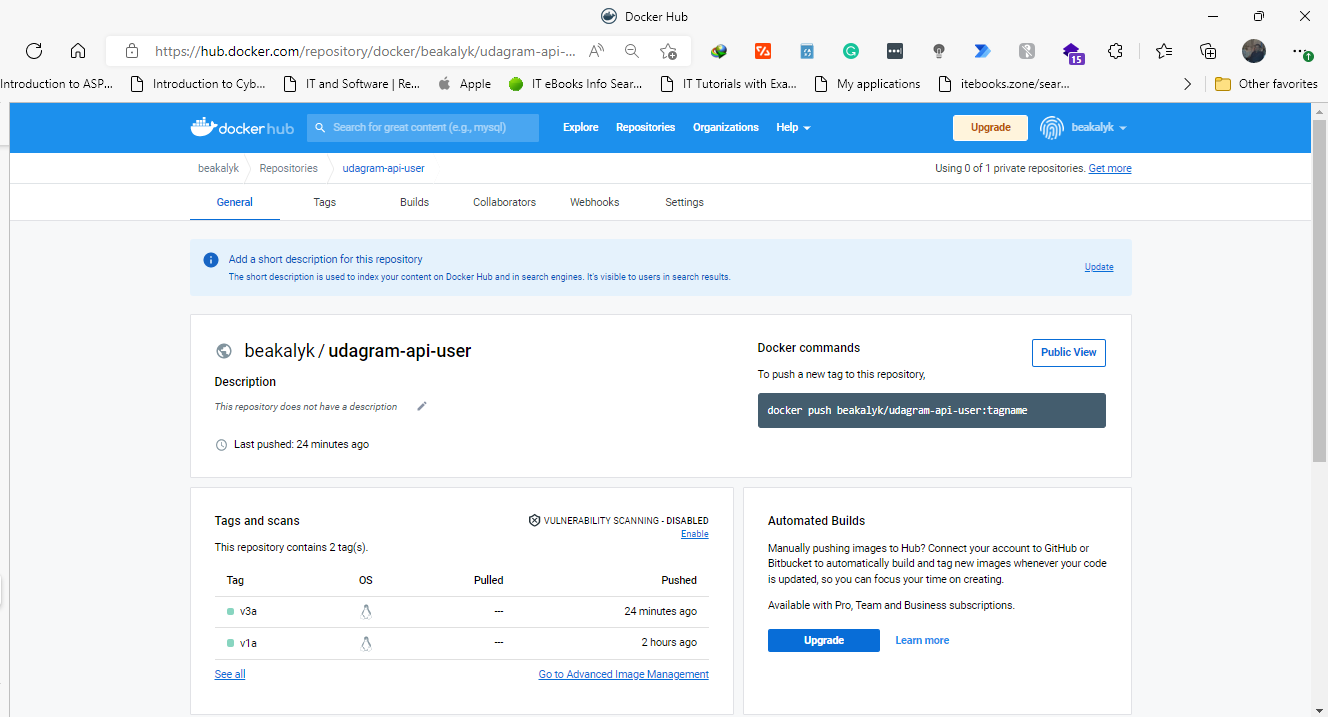 Docker Hub
https://hub.docker.com/repository/docker/beakalyk/udagram-api-...
15
1
Introduction to ASP...
Introduction to Cyb...
IT and Software | Re...
Apple
IT eBooks Info Sear...
IT Tutorials with Exa...
My applications
itebooks.zone/sear...
Other favorites
docker hub
Search for great content (e.g., mysql)
Explore
Repositories
Organizations
Help
Upgrade
beakalyk
beakalyk
Repositories
udagram-api-user
Using 0 of 1 private repositories. Get more
General
Tags
Builds
Collaborators
Webhooks
Settings
Add a short description for this repository
The short description is used to index your content on Docker Hub and in search engines. It's visible to users in search results.
Update
beakalyk / udagram-api-user
Description
This repository does not have a description
Last pushed: 24 minutes ago
Docker commands
Public View
To push a new tag to this repository,
docker push beakalyk/udagram-api-user:tagname
Tags and scans
VULNERABILITY SCANNING - DISABLED
Enable
This repository contains 2 tag(s).
Tag OS Pulled Pushed
v3a --- 24 minutes ago
v1a --- 2 hours ago
See all
Go to Advanced Image Management
Automated Builds
Manually pushing images to Hub? Connect your account to GitHub or
Bitbucket to automatically build and tag new images whenever your code
is updated, so you can focus your time on creating.
Available with Pro, Team and Business subscriptions.
Upgrade
Learn more